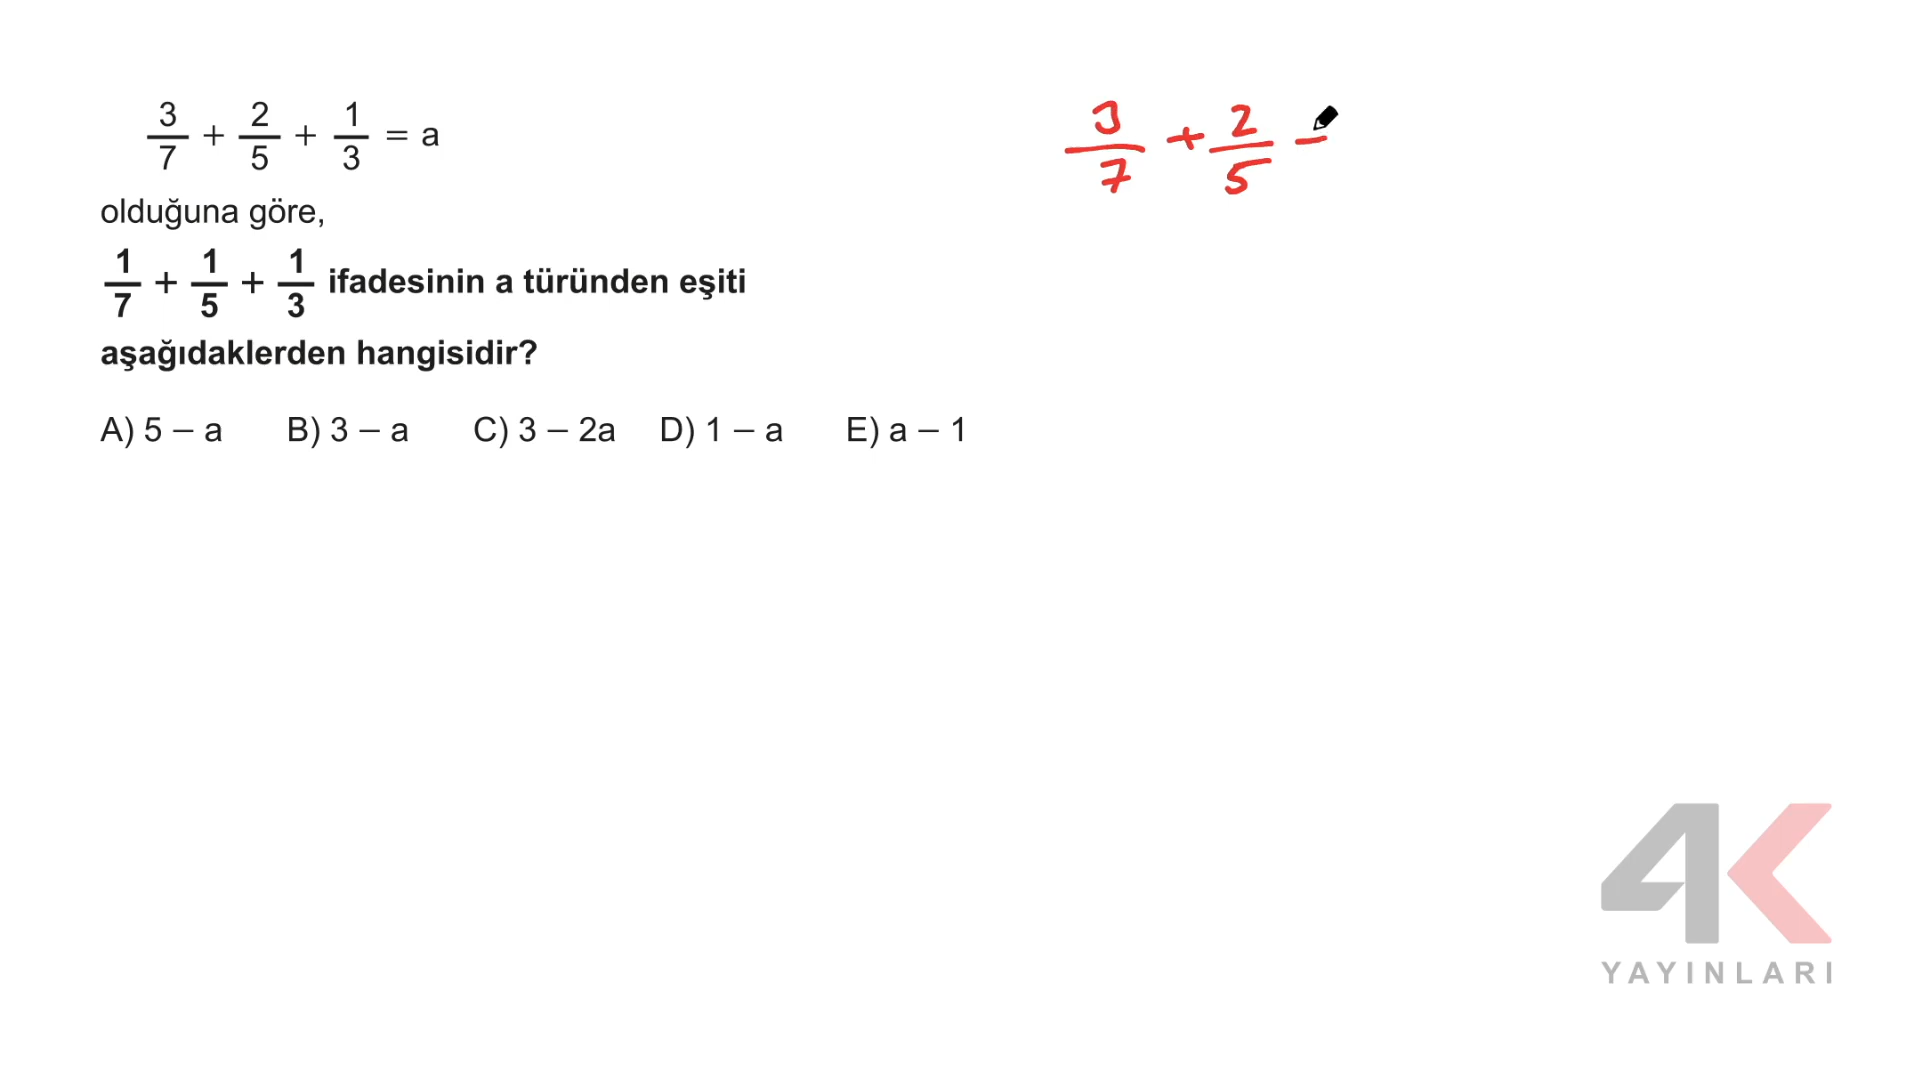 3/7 + 2/5 + 1/3 = a
olduğuna göre,
1/7 + 1/5 + 1/3 ifadesinin a türünden eşiti
aşağıdaklerden hangisidir?
A) 5 − a B) 3 − a C) 3 − 2a D) 1 − a E) a − 1
3/7 + 2/5 −
4K
YAYINLARI